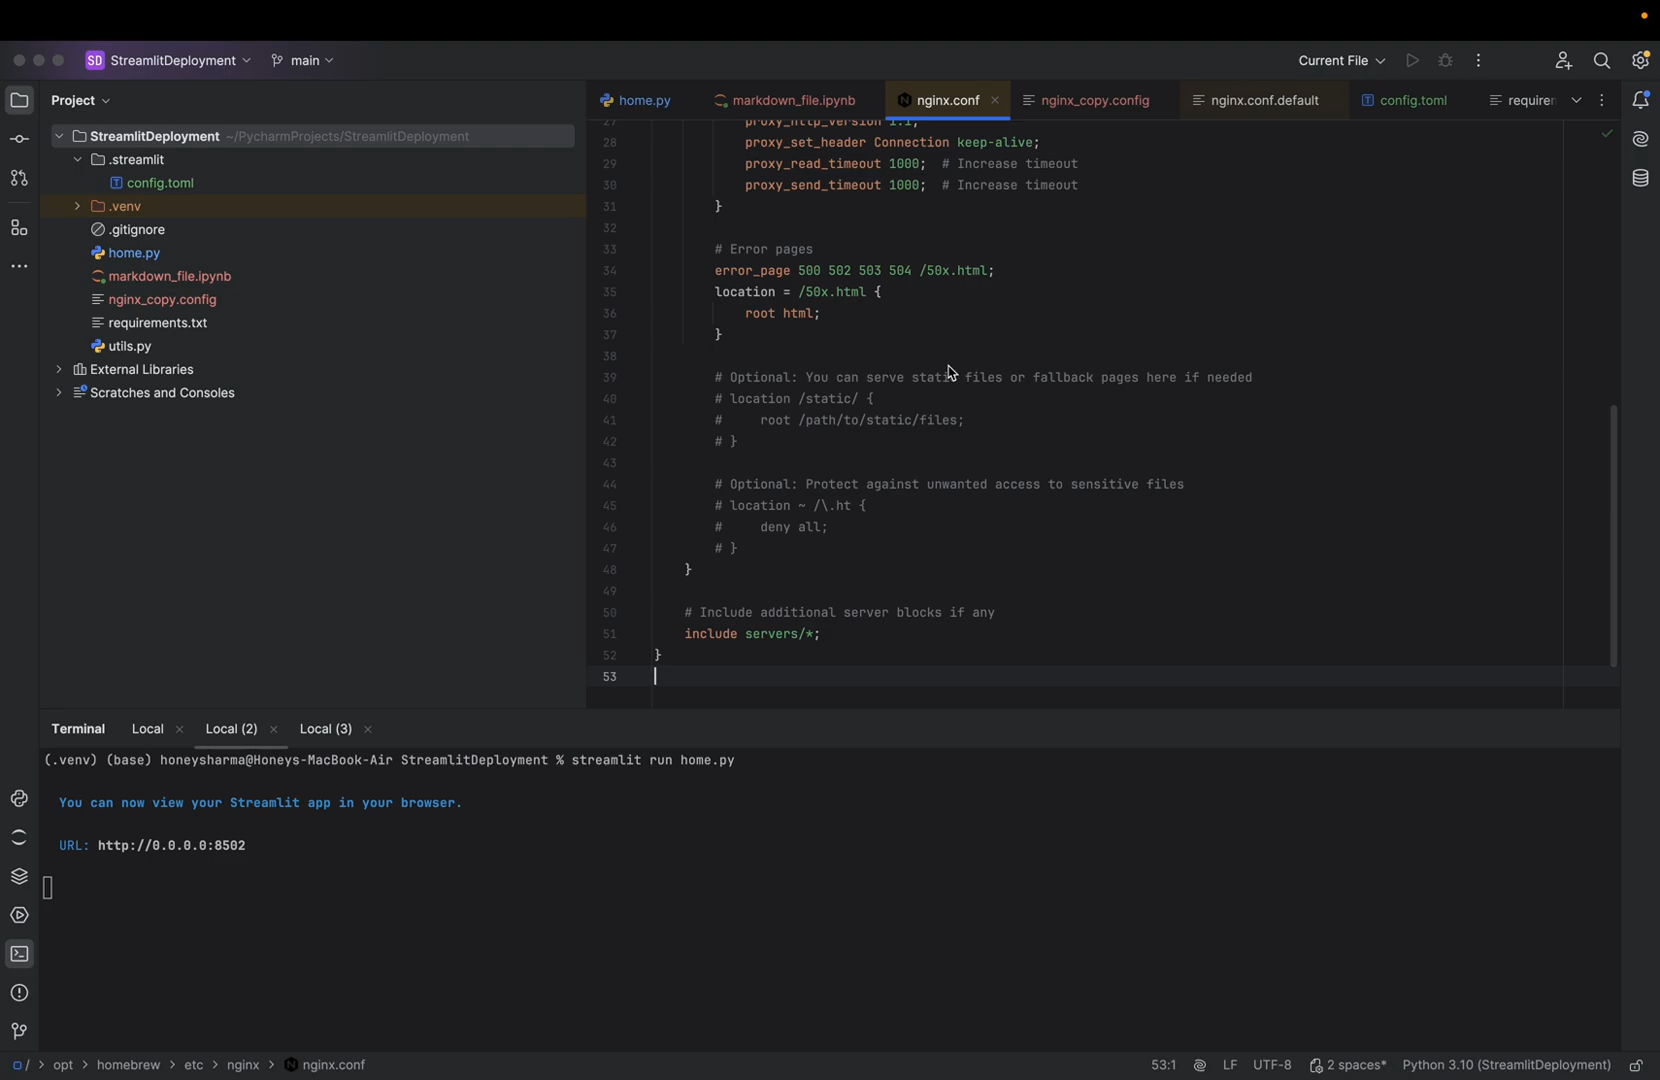 SD StreamlitDeployment
main
Current File
Project
home.py
markdown_file.ipynb
nginx.conf
nginx_copy.config
nginx.conf.default
config.toml
requirer
StreamlitDeployment ~/PycharmProjects/StreamlitDeployment
.streamlit
config.toml
.venv
.gitignore
home.py
markdown_file.ipynb
nginx_copy.config
requirements.txt
utils.py
External Libraries
Scratches and Consoles
27 proxy_http_version 1.1;
28 proxy_set_header Connection keep-alive;
29 proxy_read_timeout 1000; # Increase timeout
30 proxy_send_timeout 1000; # Increase timeout
31 }
32
33 # Error pages
34 error_page 500 502 503 504 /50x.html;
35 location = /50x.html {
36 root html;
37 }
38
39 # Optional: You can serve static files or fallback pages here if needed
40 # location /static/ {
41 # root /path/to/static/files;
42 # }
43
44 # Optional: Protect against unwanted access to sensitive files
45 # location ~ /\.ht {
46 # deny all;
47 # }
48 }
49
50 # Include additional server blocks if any
51 include servers/*;
52 }
53
Terminal
Local
Local (2)
Local (3)
(.venv) (base) honeysharma@Honeys-MacBook-Air StreamlitDeployment % streamlit run home.py
You can now view your Streamlit app in your browser.
URL: http://0.0.0.0:8502
/ > opt > homebrew > etc > nginx > nginx.conf
53:1
LF
UTF-8
2 spaces*
Python 3.10 (StreamlitDeployment)